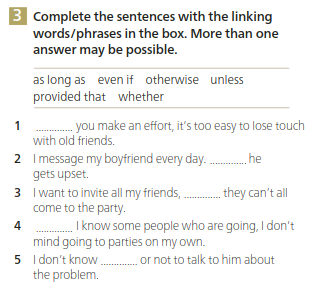 3 Complete the sentences with the linking
words/phrases in the box. More than one
answer may be possible.
as long as even if otherwise unless
provided that whether
1 .............. you make an effort, it's too easy to lose touch
with old friends.
2 I message my boyfriend every day. .............. he
gets upset.
3 I want to invite all my friends, .............. they can't all
come to the party.
4 .............. I know some people who are going, I don't
mind going to parties on my own.
5 I don't know .............. or not to talk to him about
the problem.